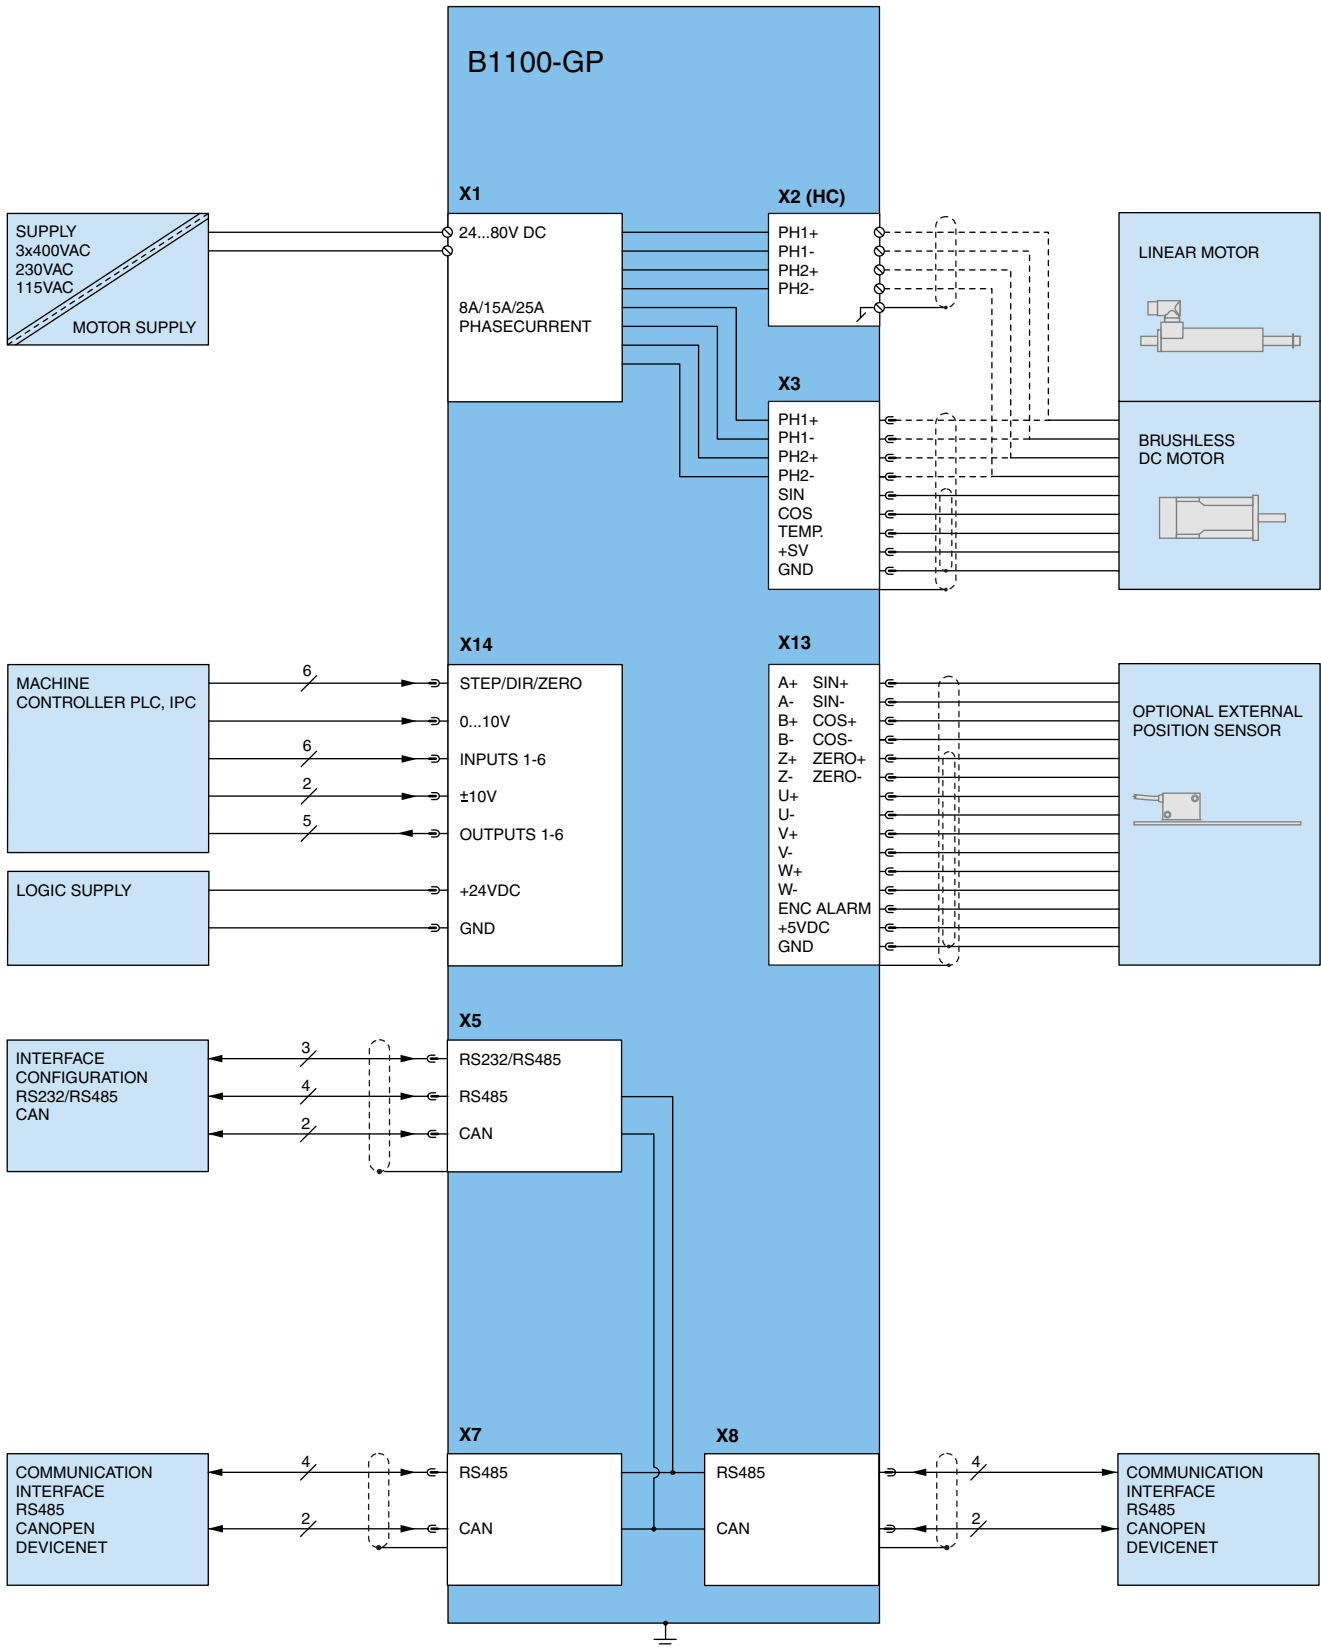 B1100-GP
X1
X2 (HC)
SUPPLY
3x400VAC
230VAC
115VAC
MOTOR SUPPLY
24...80V DC
8A/15A/25A
PHASECURRENT
PH1+
PH1-
PH2+
PH2-
LINEAR MOTOR
X3
PH1+
PH1-
PH2+
PH2-
SIN
COS
TEMP.
+SV
GND
BRUSHLESS
DC MOTOR
X14
MACHINE
CONTROLLER PLC, IPC
6
6
2
5
STEP/DIR/ZERO
0...10V
INPUTS 1-6
±10V
OUTPUTS 1-6
LOGIC SUPPLY
+24VDC
GND
X13
A+ SIN+
A- SIN-
B+ COS+
B- COS-
Z+ ZERO+
Z- ZERO-
U+
U-
V+
V-
W+
W-
ENC ALARM
+5VDC
GND
OPTIONAL EXTERNAL
POSITION SENSOR
X5
INTERFACE
CONFIGURATION
RS232/RS485
CAN
3
4
2
RS232/RS485
RS485
CAN
X7
COMMUNICATION
INTERFACE
RS485
CANOPEN
DEVICENET
4
2
RS485
CAN
X8
RS485
CAN
4
2
COMMUNICATION
INTERFACE
RS485
CANOPEN
DEVICENET